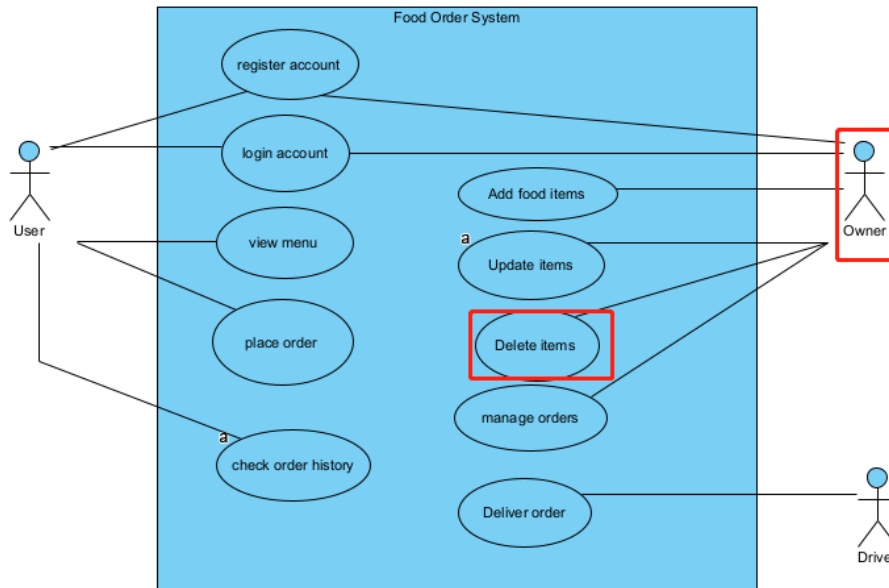 Food Order System
register account
login account
Add food items
User
Owner
view menu
a
Update items
place order
Delete items
manage orders
a
check order history
Deliver order
Drive